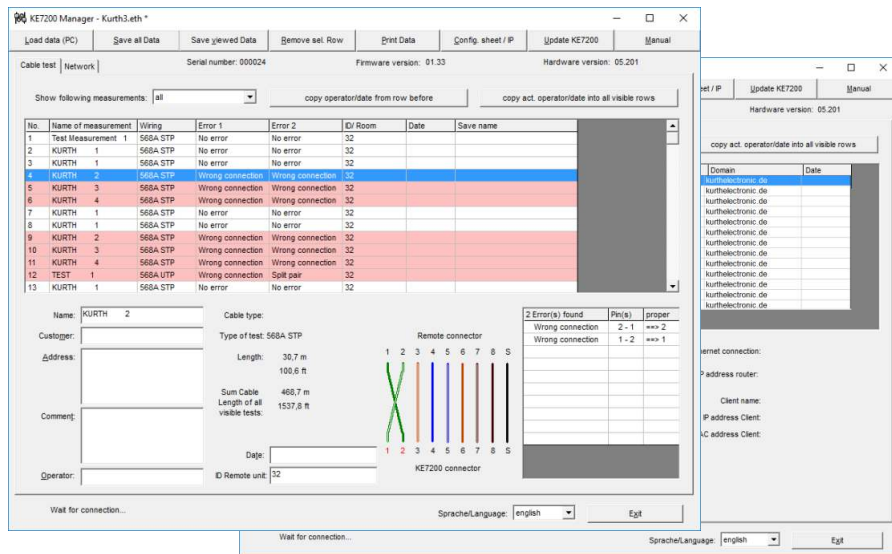 KE7200 Manager - Kurth3.eth *
Load data (PC) Save all Data Save viewed Data Remove sel. Row Print Data Config. sheet / IP Update KE7200 Manual
Cable test Network Serial number: 000024 Firmware version: 01.33 Hardware version: 05.201
Show following measurements: all copy operator/date from row before copy act. operator/date into all visible rows
No. Name of measurement Wiring Error 1 Error 2 ID/ Room Date Save name
1 Test Measurement 1 568A STP No error No error 32
2 KURTH 1 568A STP No error No error 32
3 KURTH 1 568A STP No error No error 32
4 KURTH 2 568A STP Wrong connection Wrong connection 32
5 KURTH 3 568A STP Wrong connection Wrong connection 32
6 KURTH 4 568A STP Wrong connection Wrong connection 32
7 KURTH 1 568A STP No error No error 32
8 KURTH 1 568A STP No error No error 32
9 KURTH 2 568A STP Wrong connection Wrong connection 32
10 KURTH 3 568A STP Wrong connection Wrong connection 32
11 KURTH 4 568A STP Wrong connection Wrong connection 32
12 TEST 1 568A UTP Wrong connection Split pair 32
13 KURTH 1 568A STP No error No error 32
Name: KURTH 2
Customer:
Address:
Comment:
Operator:
Cable type:
Type of test: 568A STP
Length: 30,7 m
100,6 ft
Sum Cable
Length of all
visible tests:
468,7 m
1537,8 ft
Date:
ID Remote unit: 32
Remote connector
1 2 3 4 5 6 7 8 S
1 2 3 4 5 6 7 8 S
KE7200 connector
2 Error(s) found Pin(s) proper
Wrong connection 2 - 1 ==> 2
Wrong connection 1 - 2 ==> 1
Wait for connection... Sprache/Language: english Exit
eet / IP Update KE7200 Manual
Hardware version: 05.201
copy act. operator/date into all visible rows
Domain Date
kurthelectronic.de
kurthelectronic.de
kurthelectronic.de
kurthelectronic.de
kurthelectronic.de
kurthelectronic.de
kurthelectronic.de
kurthelectronic.de
kurthelectronic.de
kurthelectronic.de
kurthelectronic.de
kurthelectronic.de
kurthelectronic.de
ernet connection:
P address router:
Client name:
IP address Client:
AC address Client:
Wait for connection... Sprache/Language: english Exit